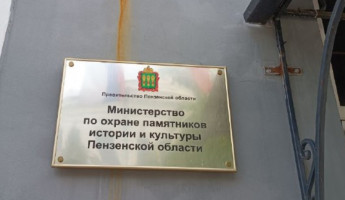 Правительство Пензенской области
Министерство
по охране памятников
истории и культуры
Пензенской области